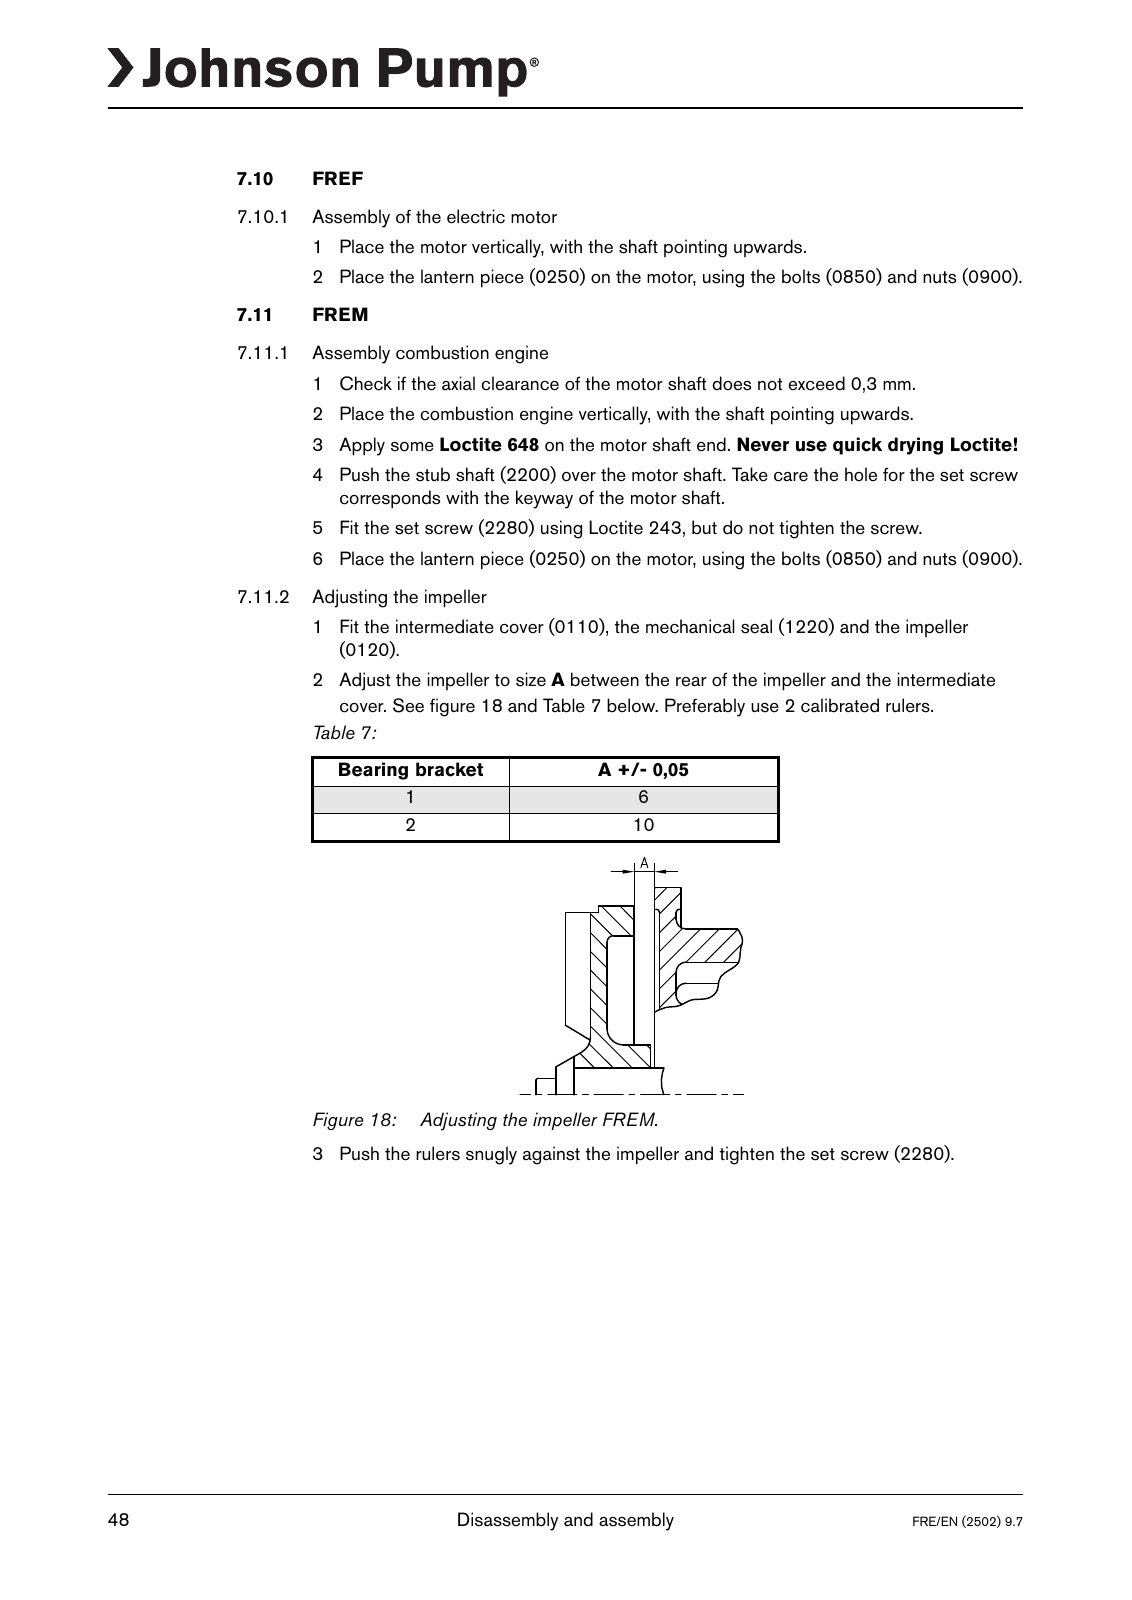 Johnson Pump®
7.10 FREF
7.10.1 Assembly of the electric motor
1 Place the motor vertically, with the shaft pointing upwards.
2 Place the lantern piece (0250) on the motor, using the bolts (0850) and nuts (0900).
7.11 FREM
7.11.1 Assembly combustion engine
1 Check if the axial clearance of the motor shaft does not exceed 0,3 mm.
2 Place the combustion engine vertically, with the shaft pointing upwards.
3 Apply some Loctite 648 on the motor shaft end. Never use quick drying Loctite!
4 Push the stub shaft (2200) over the motor shaft. Take care the hole for the set screw
corresponds with the keyway of the motor shaft.
5 Fit the set screw (2280) using Loctite 243, but do not tighten the screw.
6 Place the lantern piece (0250) on the motor, using the bolts (0850) and nuts (0900).
7.11.2 Adjusting the impeller
1 Fit the intermediate cover (0110), the mechanical seal (1220) and the impeller
(0120).
2 Adjust the impeller to size A between the rear of the impeller and the intermediate
cover. See figure 18 and Table 7 below. Preferably use 2 calibrated rulers.
Table 7:
Bearing bracket A +/- 0,05
1 6
2 10
A
Figure 18: Adjusting the impeller FREM.
3 Push the rulers snugly against the impeller and tighten the set screw (2280).
48 Disassembly and assembly FRE/EN (2502) 9.7